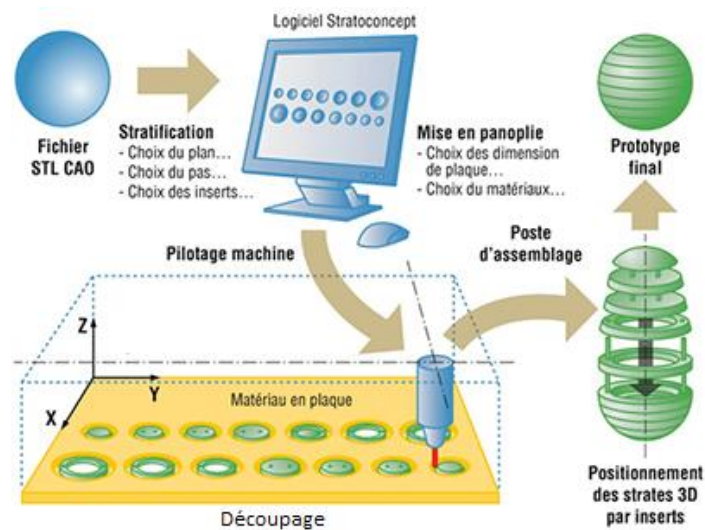 Logiciel Stratoconcept
Fichier
STL CAO
Stratification
- Choix du plan...
- Choix du pas...
- Choix des inserts...
Mise en panoplie
- Choix des dimension
de plaque...
- Choix du matériaux...
Prototype
final
Pilotage machine
Poste
d'assemblage
Z
Y
X
Matériau en plaque
Découpage
Positionnement
des strates 3D
par inserts